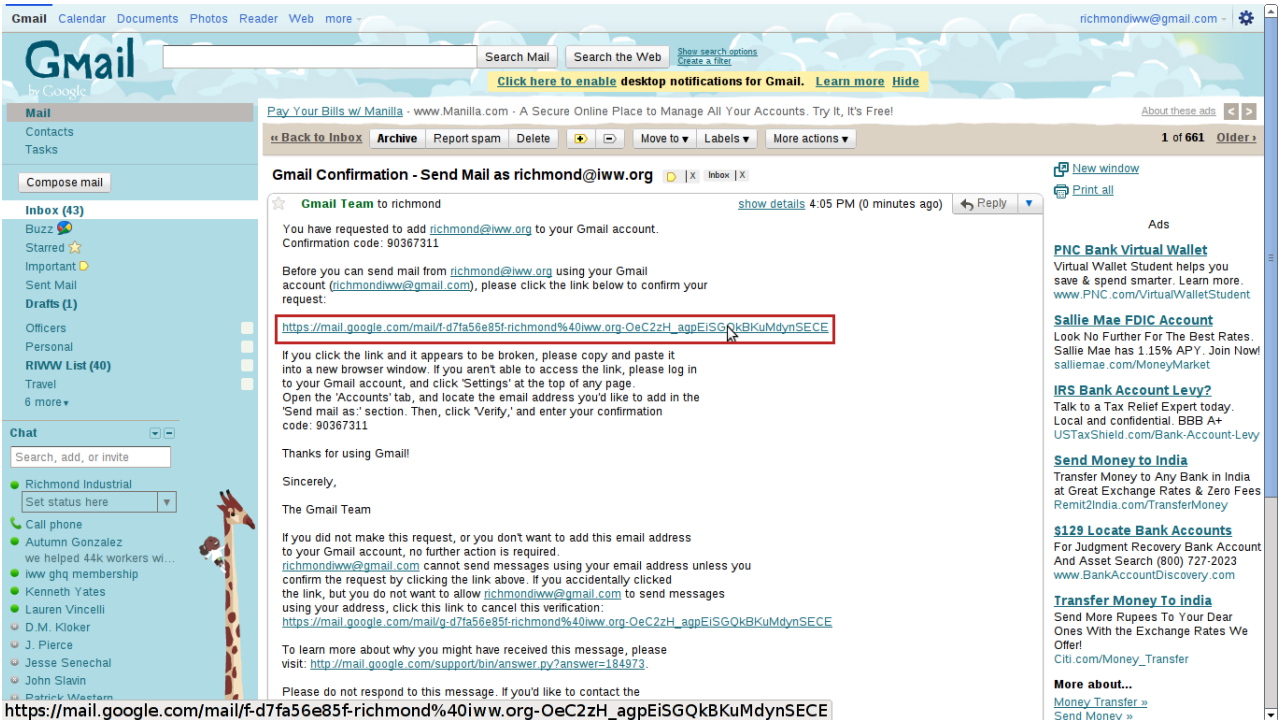 Gmail Calendar Documents Photos Reader Web more
richmondiww@gmail.com
Gmail
by Google
Search Mail
Search the Web
Show search options
Create a filter
Click here to enable desktop notifications for Gmail. Learn more Hide
Mail
Contacts
Tasks
Compose mail
Inbox (43)
Buzz
Starred
Important
Sent Mail
Drafts (1)
Officers
Personal
RIWW List (40)
Travel
6 more
Chat
Search, add, or invite
Richmond Industrial
Set status here
Call phone
Autumn Gonzalez
we helped 44k workers wi...
iww ghq membership
Kenneth Yates
Lauren Vincelli
D.M. Kloker
J. Pierce
Jesse Senechal
John Slavin
Patrick Western
Pay Your Bills w/ Manilla - www.Manilla.com - A Secure Online Place to Manage All Your Accounts. Try It, It's Free!
About these ads < >
‹‹ Back to Inbox Archive Report spam Delete Move to Labels More actions
1 of 661 Older ›
Gmail Confirmation - Send Mail as richmond@iww.org | X Inbox | X
Gmail Team to richmond
show details 4:05 PM (0 minutes ago) Reply
You have requested to add richmond@iww.org to your Gmail account.
Confirmation code: 90367311
Before you can send mail from richmond@iww.org using your Gmail
account (richmondiww@gmail.com), please click the link below to confirm your
request:
https://mail.google.com/mail/f-d7fa56e85f-richmond%40iww.org-OeC2zH_agpEiSGQkBKuMdynSECE
If you click the link and it appears to be broken, please copy and paste it
into a new browser window. If you aren't able to access the link, please log in
to your Gmail account, and click 'Settings' at the top of any page.
Open the 'Accounts' tab, and locate the email address you'd like to add in the
'Send mail as:' section. Then, click 'Verify,' and enter your confirmation
code: 90367311
Thanks for using Gmail!
Sincerely,
The Gmail Team
If you did not make this request, or you don't want to add this email address
to your Gmail account, no further action is required.
richmondiww@gmail.com cannot send messages using your email address unless you
confirm the request by clicking the link above. If you accidentally clicked
the link, but you do not want to allow richmondiww@gmail.com to send messages
using your address, click this link to cancel this verification:
https://mail.google.com/mail/g-d7fa56e85f-richmond%40iww.org-OeC2zH_agpEiSGQkBKuMdynSECE
To learn more about why you might have received this message, please
visit: http://mail.google.com/support/bin/answer.py?answer=184973.
Please do not respond to this message. If you'd like to contact the
New window
Print all
Ads
PNC Bank Virtual Wallet
Virtual Wallet Student helps you
save & spend smarter. Learn more.
www.PNC.com/VirtualWalletStudent
Sallie Mae FDIC Account
Look No Further For The Best Rates.
Sallie Mae has 1.15% APY. Join Now!
salliemae.com/MoneyMarket
IRS Bank Account Levy?
Talk to a Tax Relief Expert today.
Local and confidential. BBB A+
USTaxShield.com/Bank-Account-Levy
Send Money to India
Transfer Money to Any Bank in India
at Great Exchange Rates & Zero Fees
Remit2India.com/TransferMoney
$129 Locate Bank Accounts
For Judgment Recovery Bank Account
And Asset Search (800) 727-2023
www.BankAccountDiscovery.com
Transfer Money To india
Send More Rupees To Your Dear
Ones With the Exchange Rates We
Offer!
Citi.com/Money_Transfer
More about...
Money Transfer »
Send Money »
https://mail.google.com/mail/f-d7fa56e85f-richmond%40iww.org-OeC2zH_agpEiSGQkBKuMdynSECE